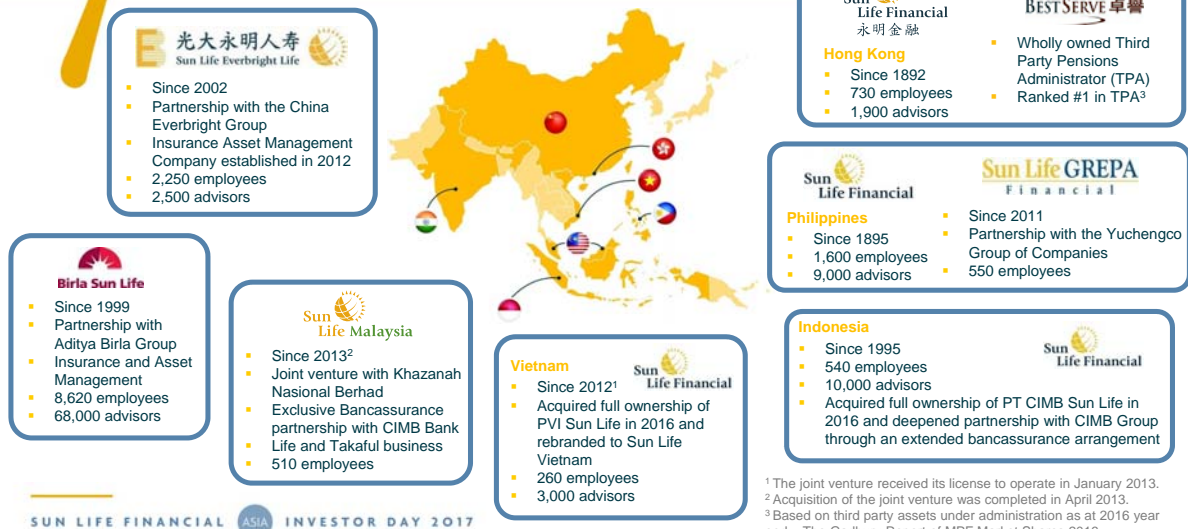 光大永明人寿
Sun Life Everbright Life
Since 2002
Partnership with the China
Everbright Group
Insurance Asset Management
Company established in 2012
2,250 employees
2,500 advisors
Birla Sun Life
Since 1999
Partnership with
Aditya Birla Group
Insurance and Asset
Management
8,620 employees
68,000 advisors
Sun
Life Malaysia
Since 2013²
Joint venture with Khazanah
Nasional Berhad
Exclusive Bancassurance
partnership with CIMB Bank
Life and Takaful business
510 employees
Vietnam
Sun
Life Financial
Since 2012¹
Acquired full ownership of
PVI Sun Life in 2016 and
rebranded to Sun Life
Vietnam
260 employees
3,000 advisors
Sun
Life Financial
永明金融
Hong Kong
Since 1892
730 employees
1,900 advisors
BESTSERVE 卓譽
Wholly owned Third
Party Pensions
Administrator (TPA)
Ranked #1 in TPA³
Sun
Life Financial
Philippines
Since 1895
1,600 employees
9,000 advisors
Sun Life GREPA
Financial
Since 2011
Partnership with the Yuchengco
Group of Companies
550 employees
Indonesia
Sun
Life Financial
Since 1995
540 employees
10,000 advisors
Acquired full ownership of PT CIMB Sun Life in
2016 and deepened partnership with CIMB Group
through an extended bancassurance arrangement
¹ The joint venture received its license to operate in January 2013.
² Acquisition of the joint venture was completed in April 2013.
³ Based on third party assets under administration as at 2016 year
SUN LIFE FINANCIAL ASIA INVESTOR DAY 2017